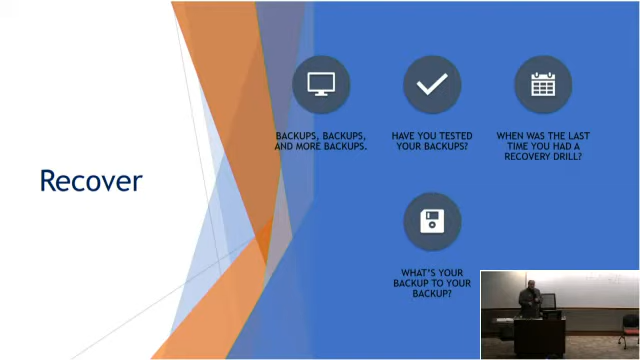 Recover
BACKUPS, BACKUPS,
AND MORE BACKUPS.
HAVE YOU TESTED
YOUR BACKUPS?
WHEN WAS THE LAST
TIME YOU HAD A
RECOVERY DRILL?
WHAT'S YOUR
BACKUP TO YOUR
BACKUP?